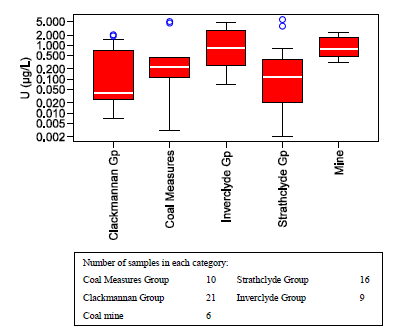 5.000
2.000
1.000
0.500
0.200
0.100
0.050
0.020
0.010
0.005
0.002
U (µg/L)
Clackmannan Gp
Coal Measures
Inverclyde Gp
Strathclyde Gp
Mine
Number of samples in each category:
Coal Measures Group 10 Strathclyde Group 16
Clackmannan Group 21 Inverclyde Group 9
Coal mine 6